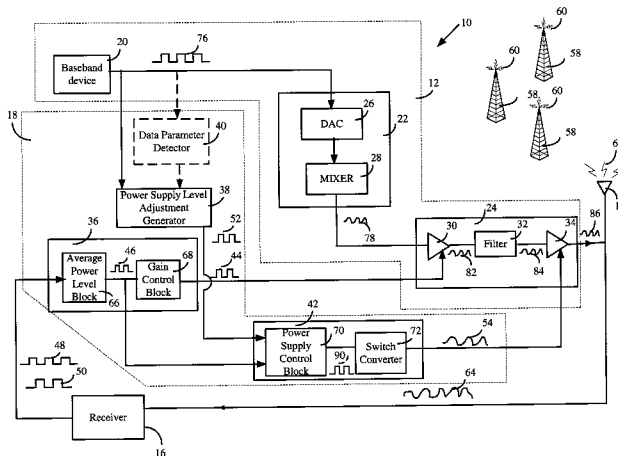 10
20
76
Baseband
device
60
60
60
58
58
58
12
18
26
DAC
22
28
MIXER
Data Parameter
Detector
40
38
Power Supply Level
Adjustment
Generator
52
78
24
30
32
Filter
34
86
82
84
36
46
68
44
Average
Power
Level
Block
66
Gain
Control
Block
42
Power
Supply
Control
Block
70
72
Switch
Converter
54
90
64
48
50
Receiver
16